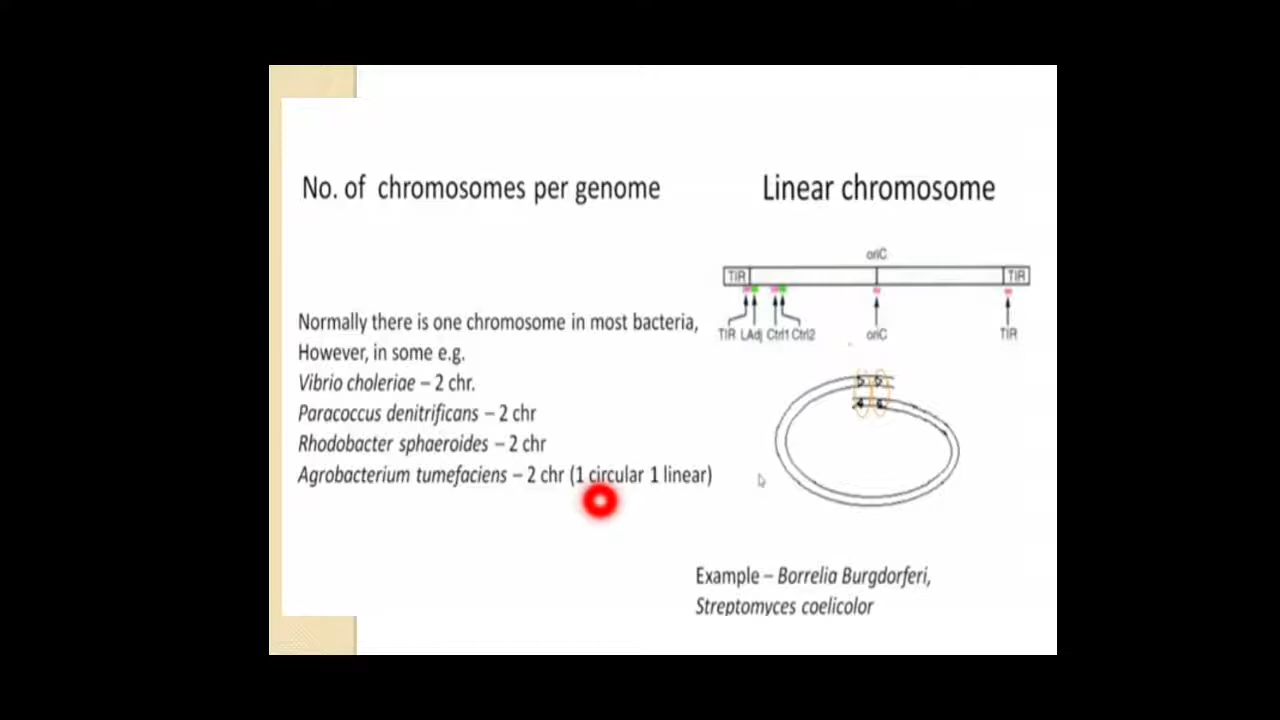 No. of chromosomes per genome
Normally there is one chromosome in most bacteria,
However, in some e.g.
Vibrio choleriae – 2 chr.
Paracoccus denitrificans – 2 chr
Rhodobacter sphaeroides – 2 chr
Agrobacterium tumefaciens – 2 chr (1 circular 1 linear)
Linear chromosome
oriC
TIR TIR
TIR LAdj Ctrl1 Ctrl2 oriC TIR
Example – Borrelia Burgdorferi,
Streptomyces coelicolor